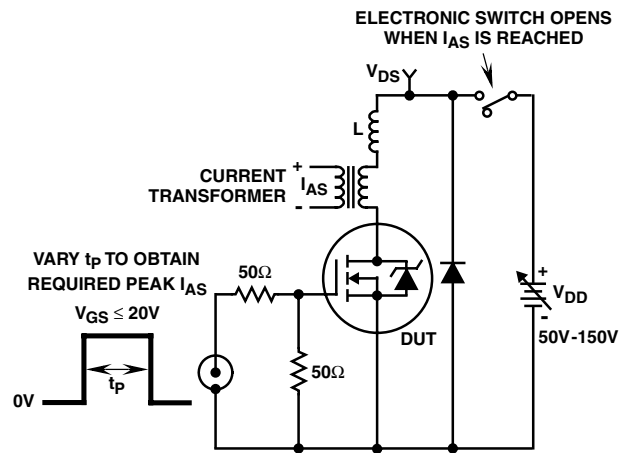 ELECTRONIC SWITCH OPENS
WHEN IAS IS REACHED
VDS
L
CURRENT
TRANSFORMER
+
IAS
-
VARY tP TO OBTAIN
REQUIRED PEAK IAS
50Ω
VGS ≤ 20V
DUT
+
VDD
-
50V-150V
50Ω
0V
tP